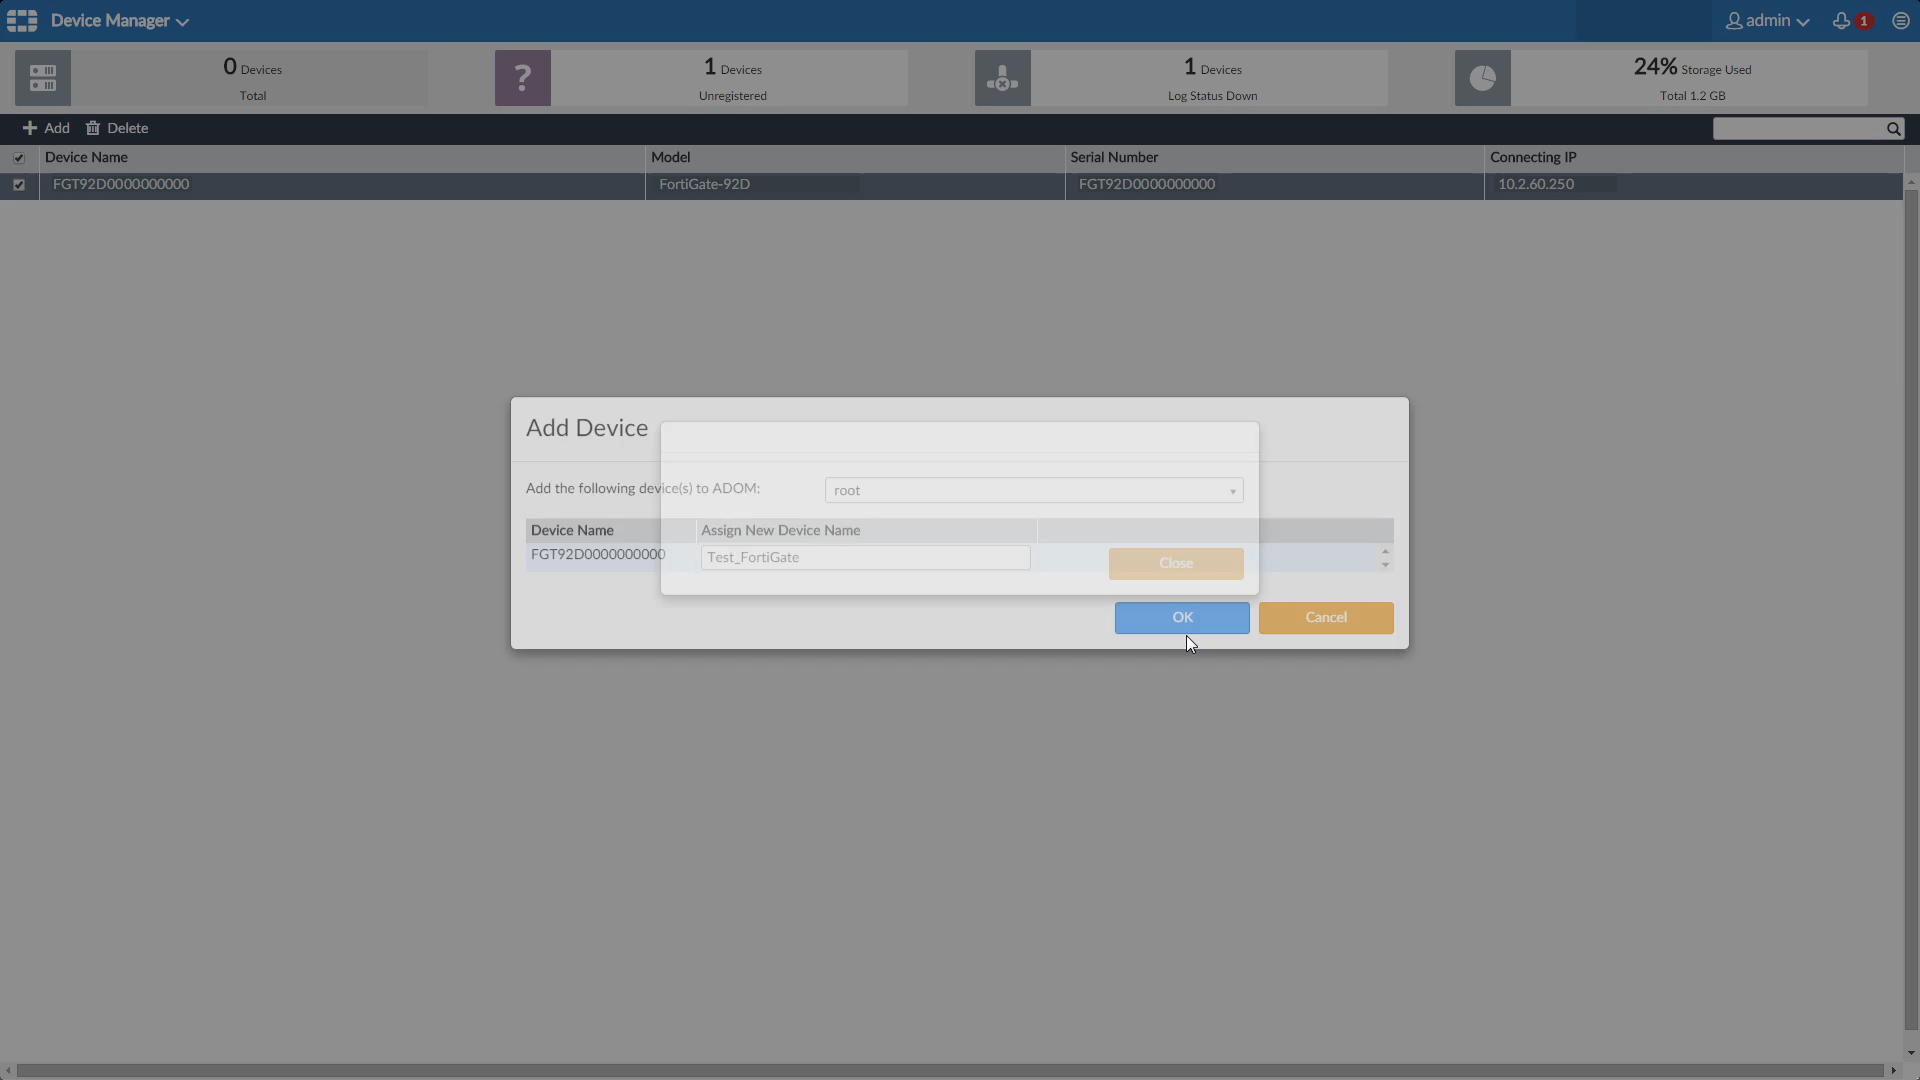 Device Manager
admin
1
0 Devices
Total
?
1 Devices
Unregistered
1 Devices
Log Status Down
24% Storage Used
Total 1.2 GB
Add
Delete
Device Name
Model
Serial Number
Connecting IP
FGT92D0000000000
FortiGate-92D
FGT92D0000000000
10.2.60.250
Add Device
Add the following device(s) to ADOM:
root
Device Name
Assign New Device Name
FGT92D0000000000
Test_FortiGate
Close
OK
Cancel